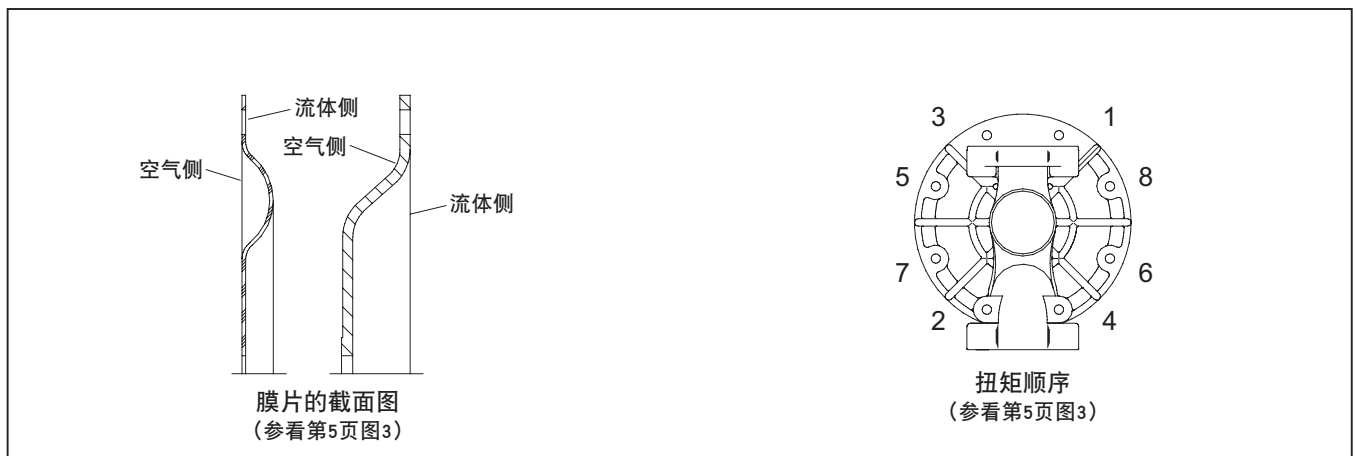 流体侧
空气侧
空气侧
流体侧
膜片的截面图
（参看第5页图3）
3
1
5
8
7
6
2
4
扭矩顺序
（参看第5页图3）